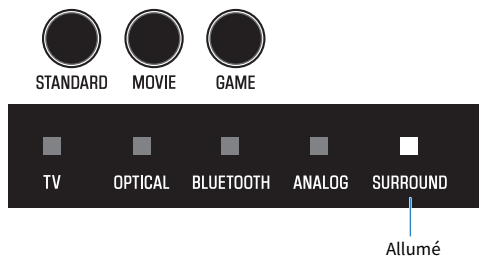 STANDARD MOVIE GAME
TV OPTICAL BLUETOOTH ANALOG SURROUND
Allumé